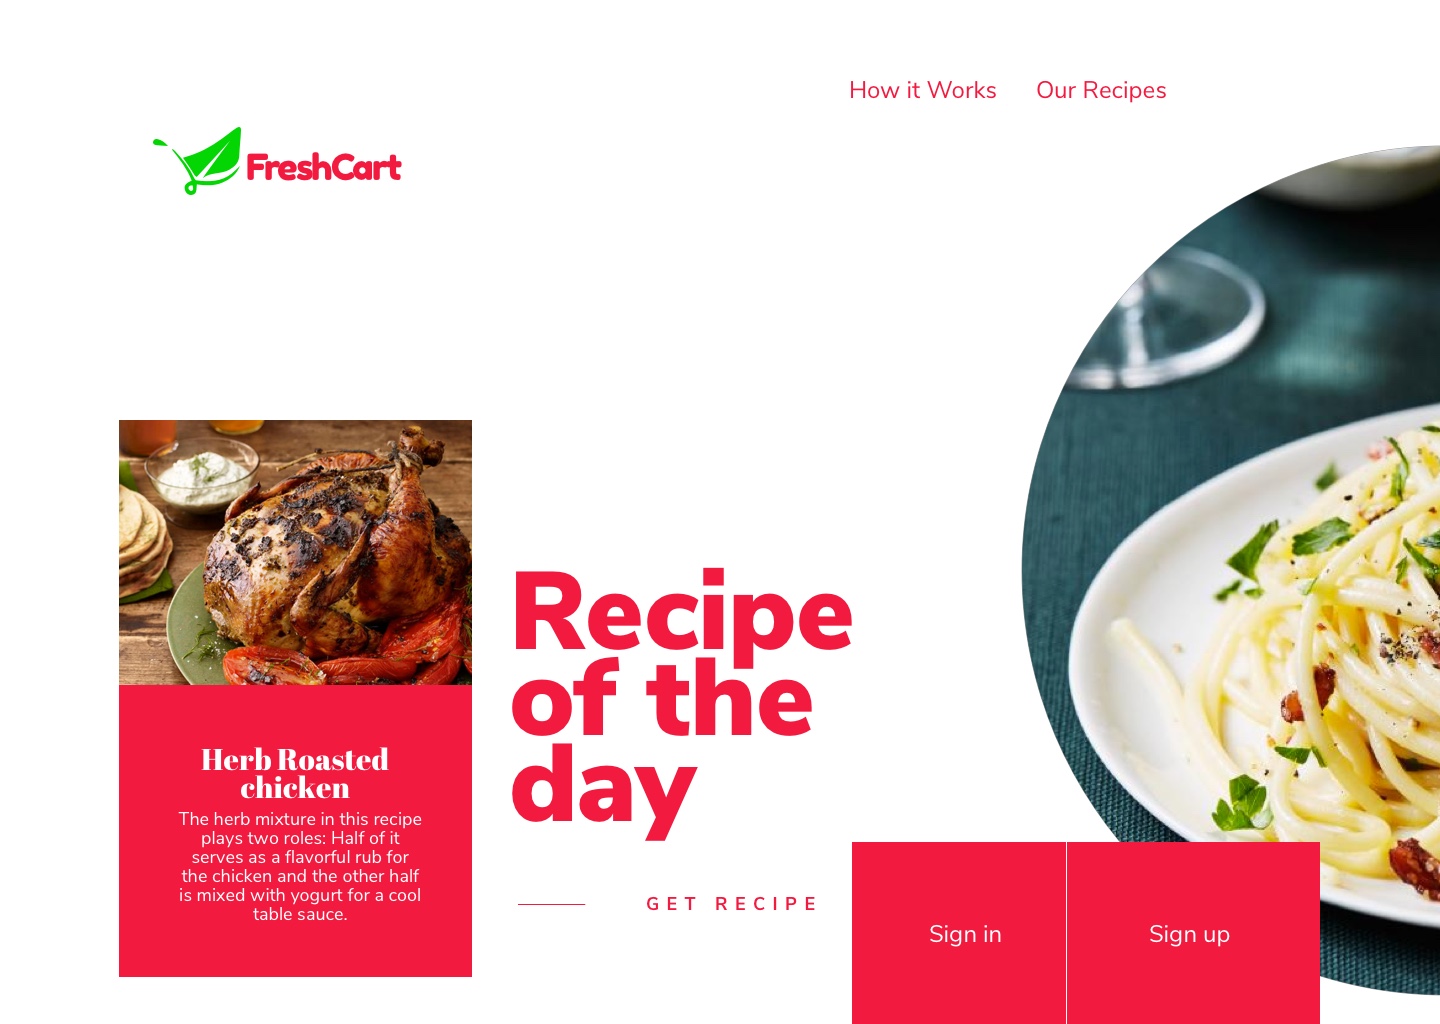 How it Works
Our Recipes
FreshCart
Recipe
of the
day
Herb Roasted
chicken
The herb mixture in this recipe
plays two roles: Half of it
serves as a flavorful rub for
the chicken and the other half
is mixed with yogurt for a cool
table sauce.
GET RECIPE
Sign in
Sign up